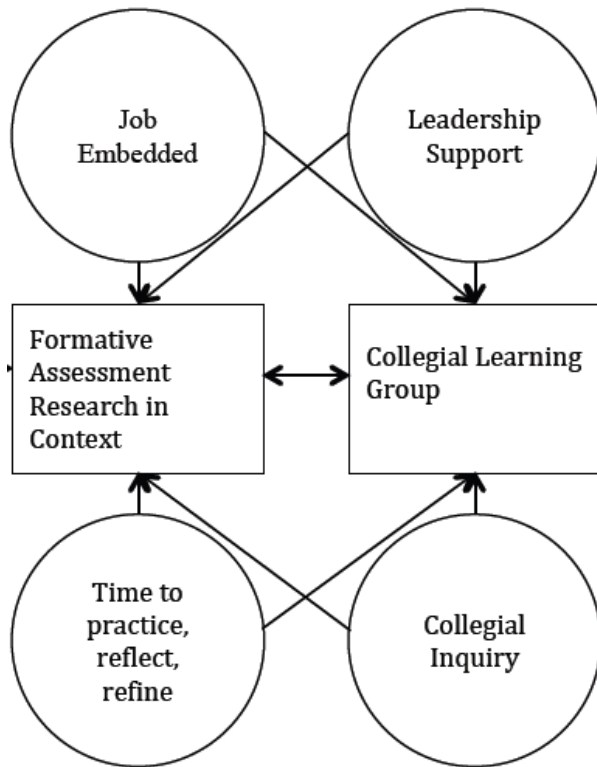 Job
Embedded
Leadership
Support
Formative
Assessment
Research in
Context
Collegial Learning
Group
Time to
practice,
reflect,
refine
Collegial
Inquiry